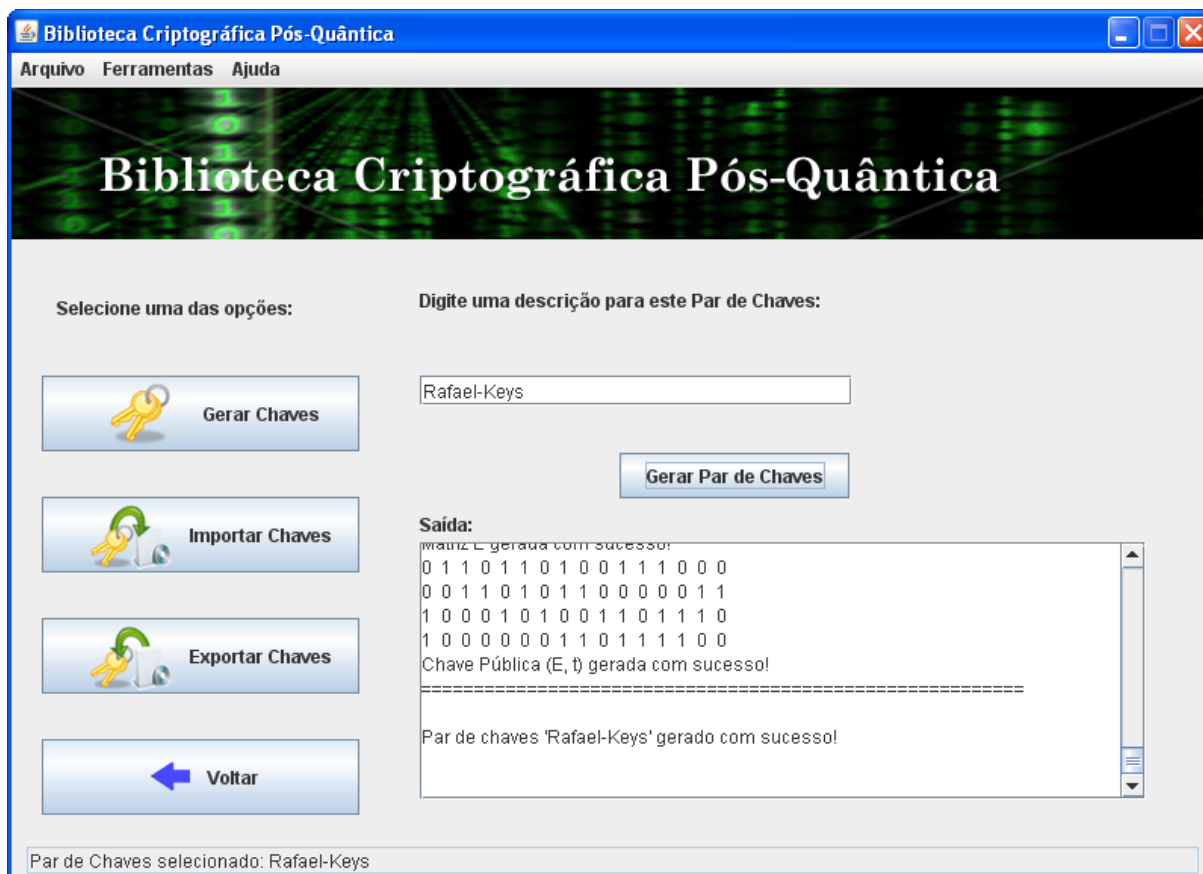 Biblioteca Criptográfica Pós-Quântica
Arquivo Ferramentas Ajuda
Biblioteca Criptográfica Pós-Quântica
Selecione uma das opções:
Gerar Chaves
Importar Chaves
Exportar Chaves
Voltar
Digite uma descrição para este Par de Chaves:
Rafael-Keys
Gerar Par de Chaves
Saída:
Matriz E gerada com sucesso!
0 1 1 0 1 1 0 1 0 0 1 1 1 0 0 0
0 0 1 1 0 1 0 1 1 0 0 0 0 0 1 1
1 0 0 0 1 0 1 0 0 1 1 0 1 1 1 0
1 0 0 0 0 0 0 1 1 0 1 1 1 1 0 0
Chave Pública (E, t) gerada com sucesso!
=========================================================
Par de chaves 'Rafael-Keys' gerado com sucesso!
Par de Chaves selecionado: Rafael-Keys